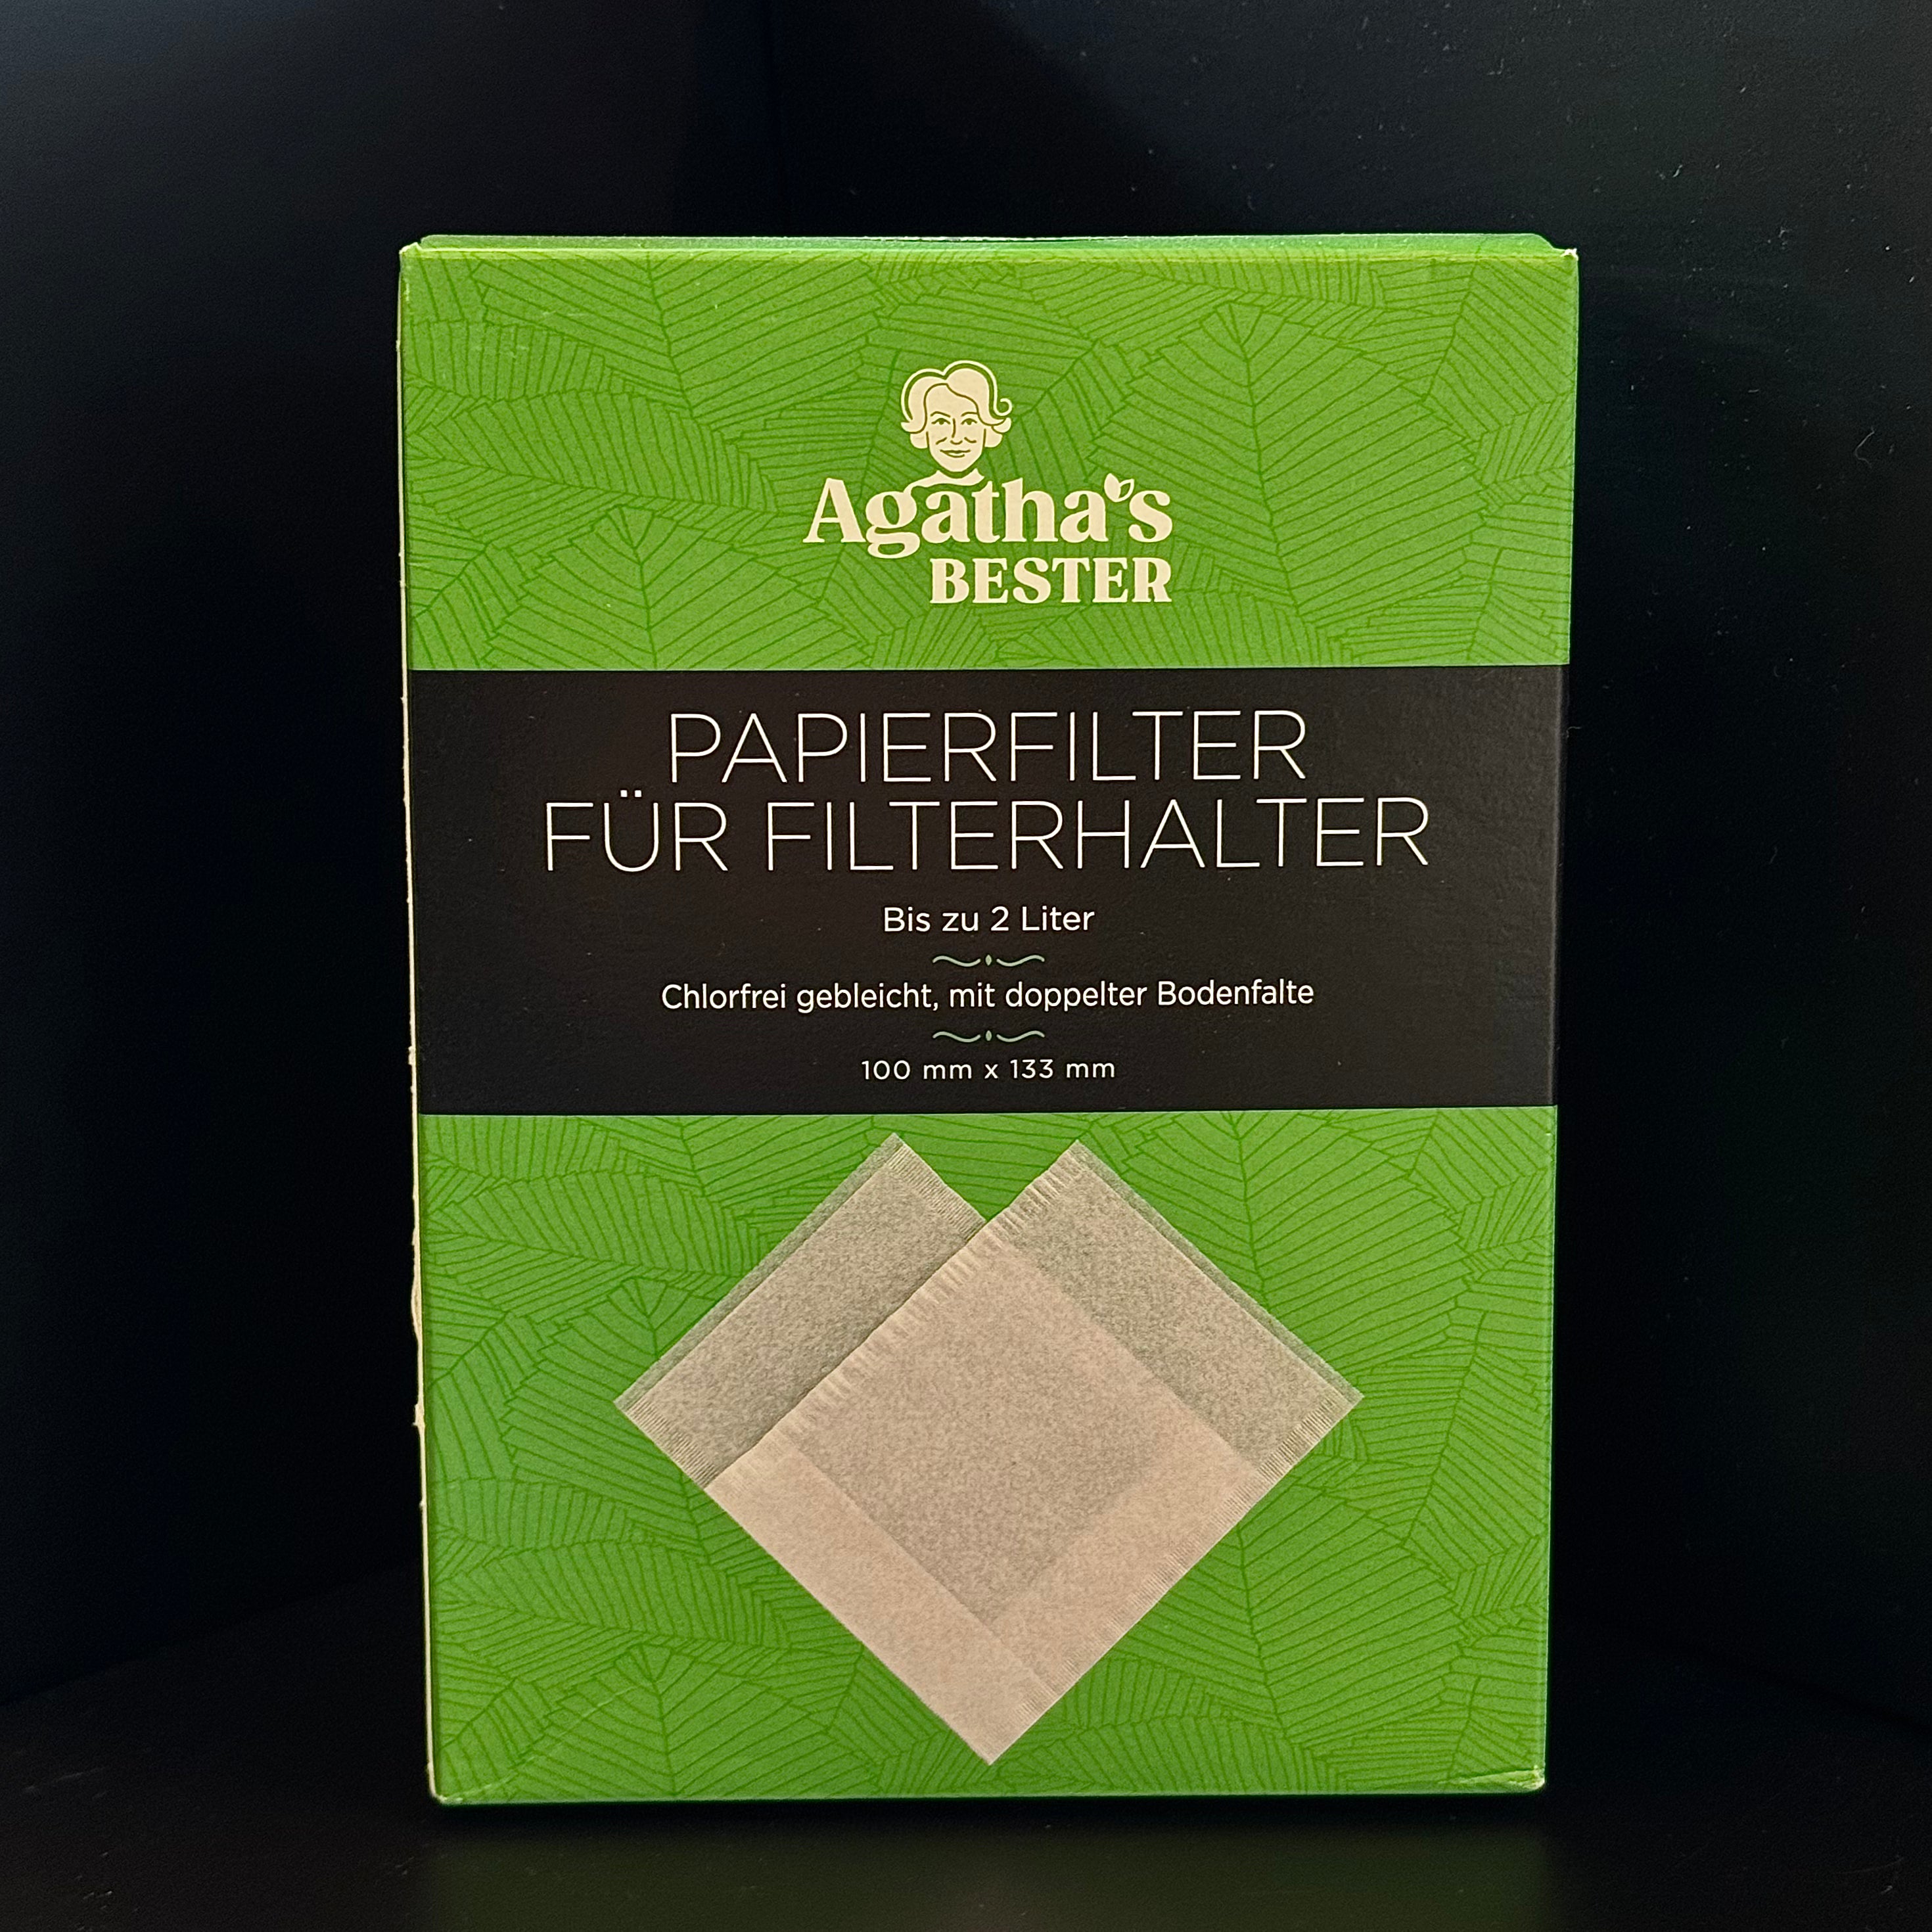 Agatha's
BESTER
PAPIERFILTER
FÜR FILTERHALTER
Bis zu 2 Liter
Chlorfrei gebleicht, mit doppelter Bodenfalte
100 mm x 133 mm